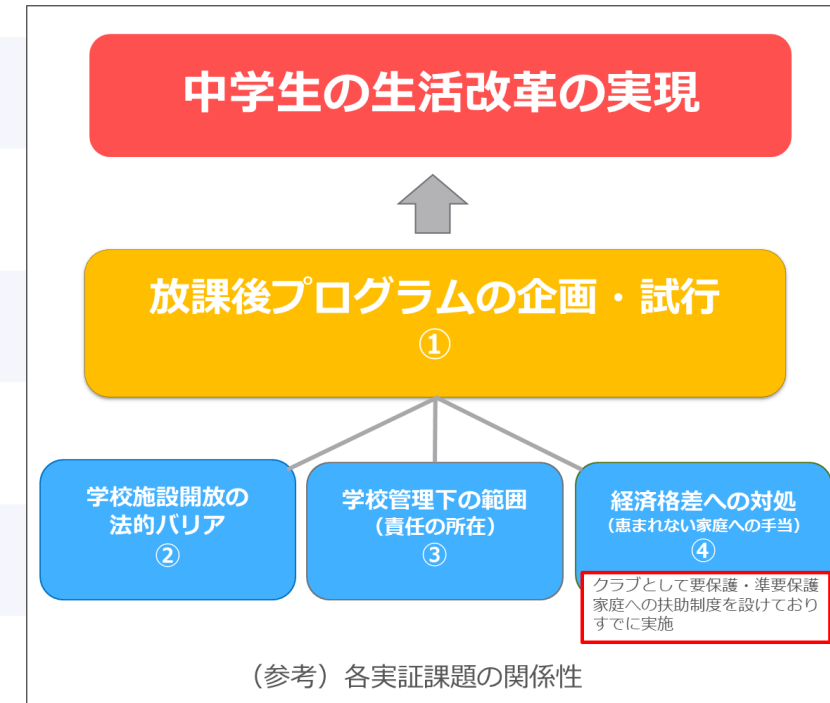 中学生の生活改革の実現
放課後プログラムの企画・試行
①
学校施設開放の
法的バリア
②
学校管理下の範囲
（責任の所在）
③
経済格差への対処
（恵まれない家庭への手当）
④
クラブとして要保護・準要保護
家庭への扶助制度を設けており
すでに実施
（参考）各実証課題の関係性